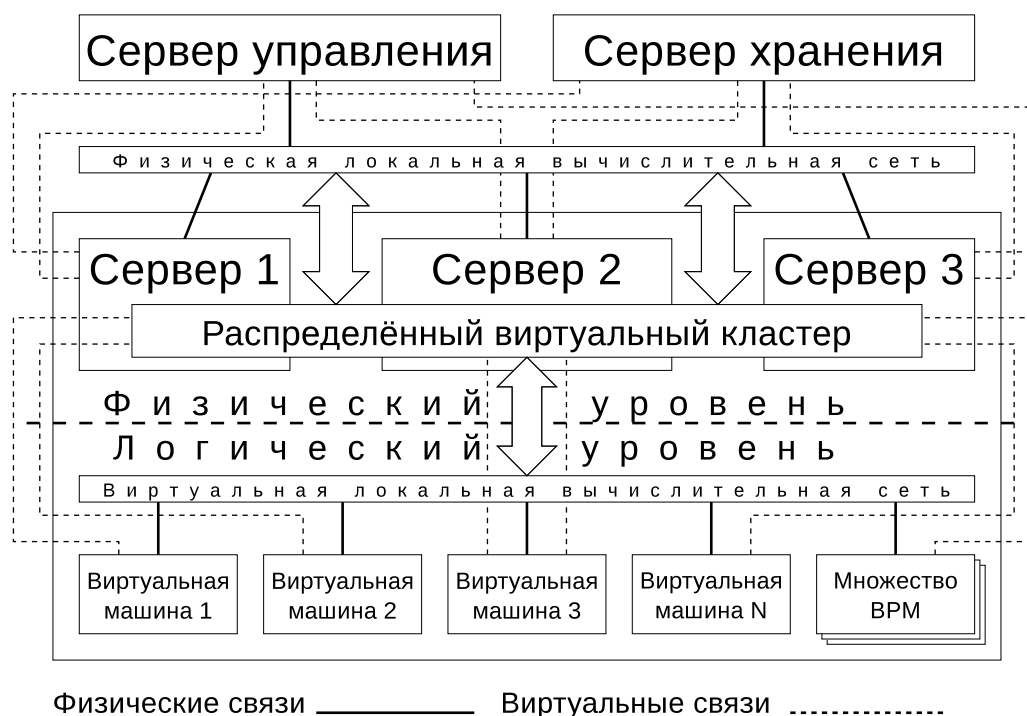 Сервер управления
Сервер хранения
Физическая локальная вычислительная сеть
Сервер 1
Сервер 2
Сервер 3
Распределённый виртуальный кластер
Физический уровень
Логический уровень
Виртуальная локальная вычислительная сеть
Виртуальная
машина 1
Виртуальная
машина 2
Виртуальная
машина 3
Виртуальная
машина N
Множество
ВРМ
Физические связи
Виртуальные связи